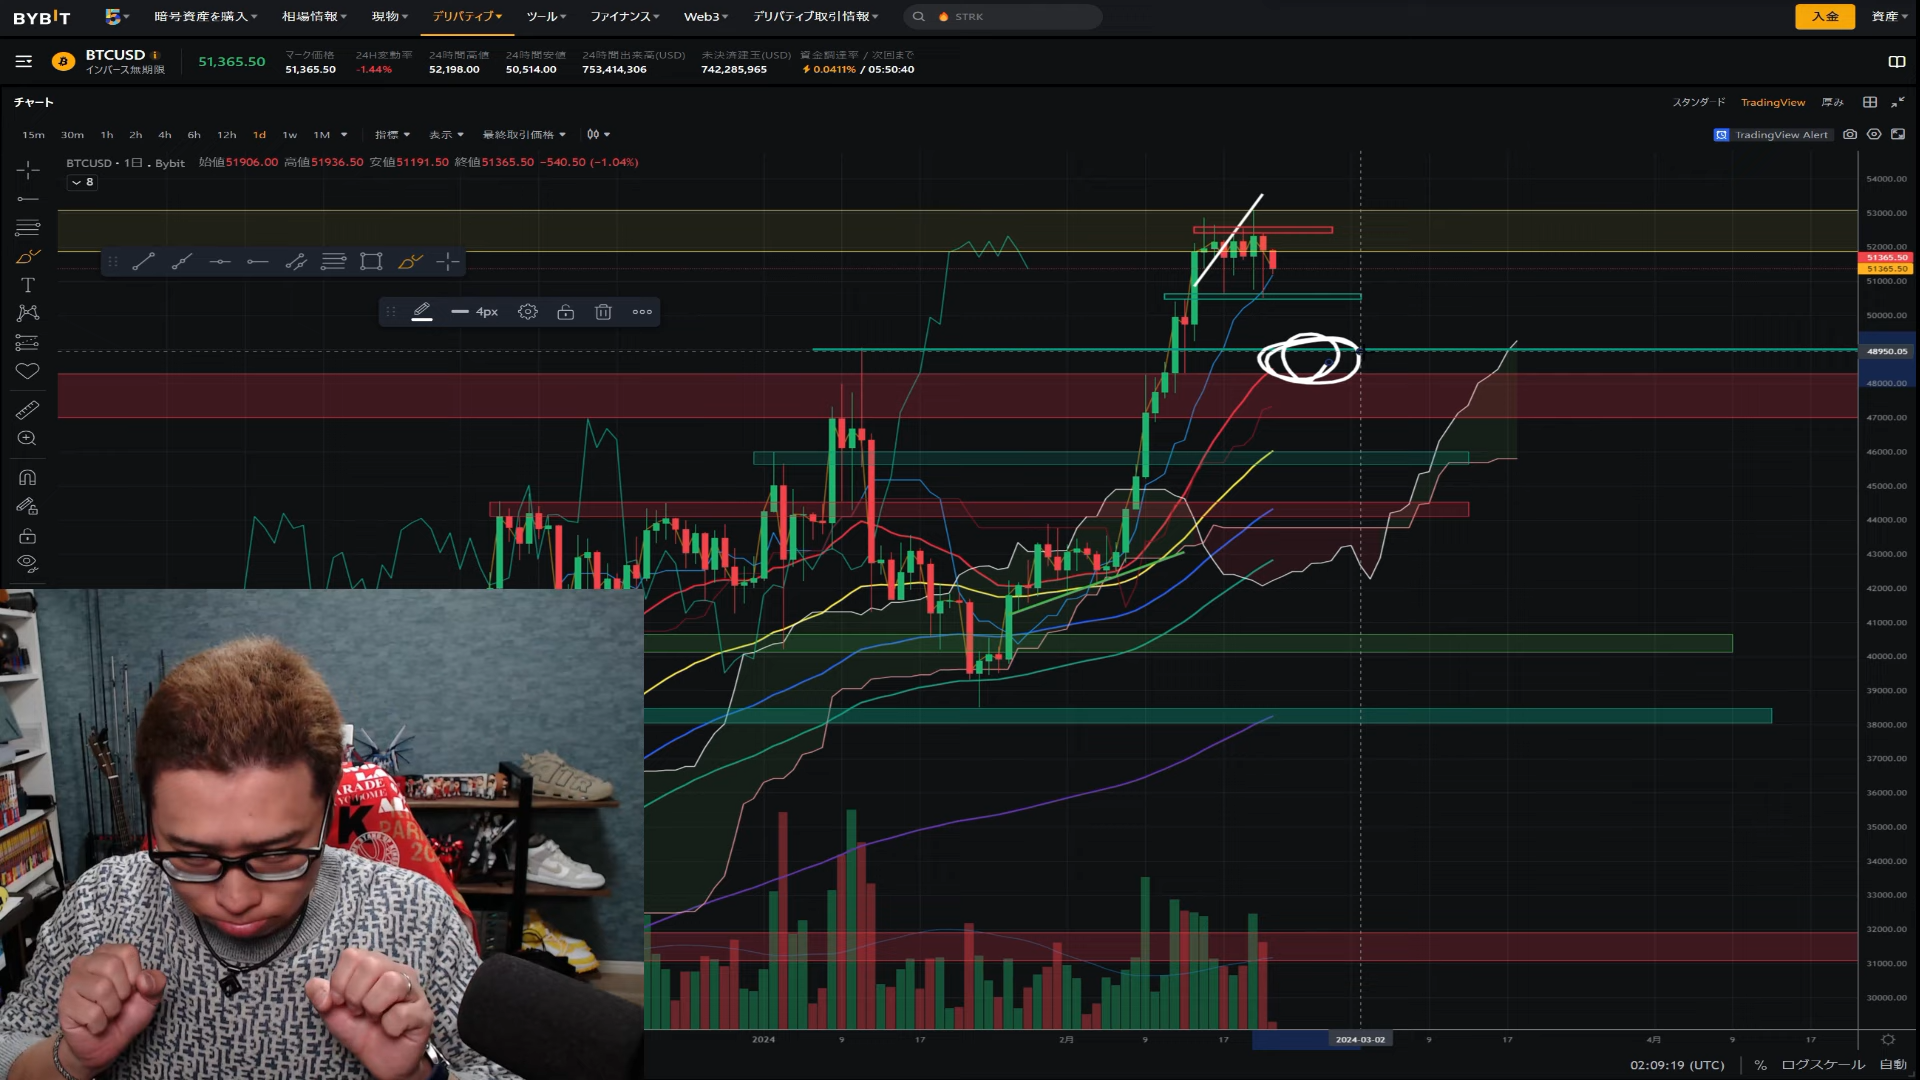 BYBIT 暗号資産を購入 相場情報 現物 デリバティブ ツール ファイナンス Web3 デリバティブ取引情報 STRK 入金 資産
BTCUSD
インバース無期限
51,365.50
マーク価格 24H変動率 24時間高値 24時間安値 24時間出来高(USD) 未決済建玉(USD) 資金調達率 / 次回まで
51,365.50 -1.44% 52,198.00 50,514.00 753,414,306 742,285,965 0.0411% / 05:50:40
チャート スタンダード TradingView 厚み
15m 30m 1h 2h 4h 6h 12h 1d 1w 1M 指標 表示 最終取引価格 TradingView Alert
BTCUSD・1日. Bybit 始値51906.00 高値51936.50 安値51191.50 終値51365.50 −540.50 (−1.04%)
8
4px
54000.00
53000.00
52000.00
51365.50
51365.50
51000.00
50000.00
48950.05
48000.00
47000.00
46000.00
45000.00
44000.00
43000.00
42000.00
41000.00
40000.00
39000.00
38000.00
37000.00
36000.00
35000.00
34000.00
33000.00
32000.00
31000.00
30000.00
2024 9 17 2月 9 17 2024-03-02 9 17 4月 9 17
02:09:19 (UTC) % ログスケール 自動